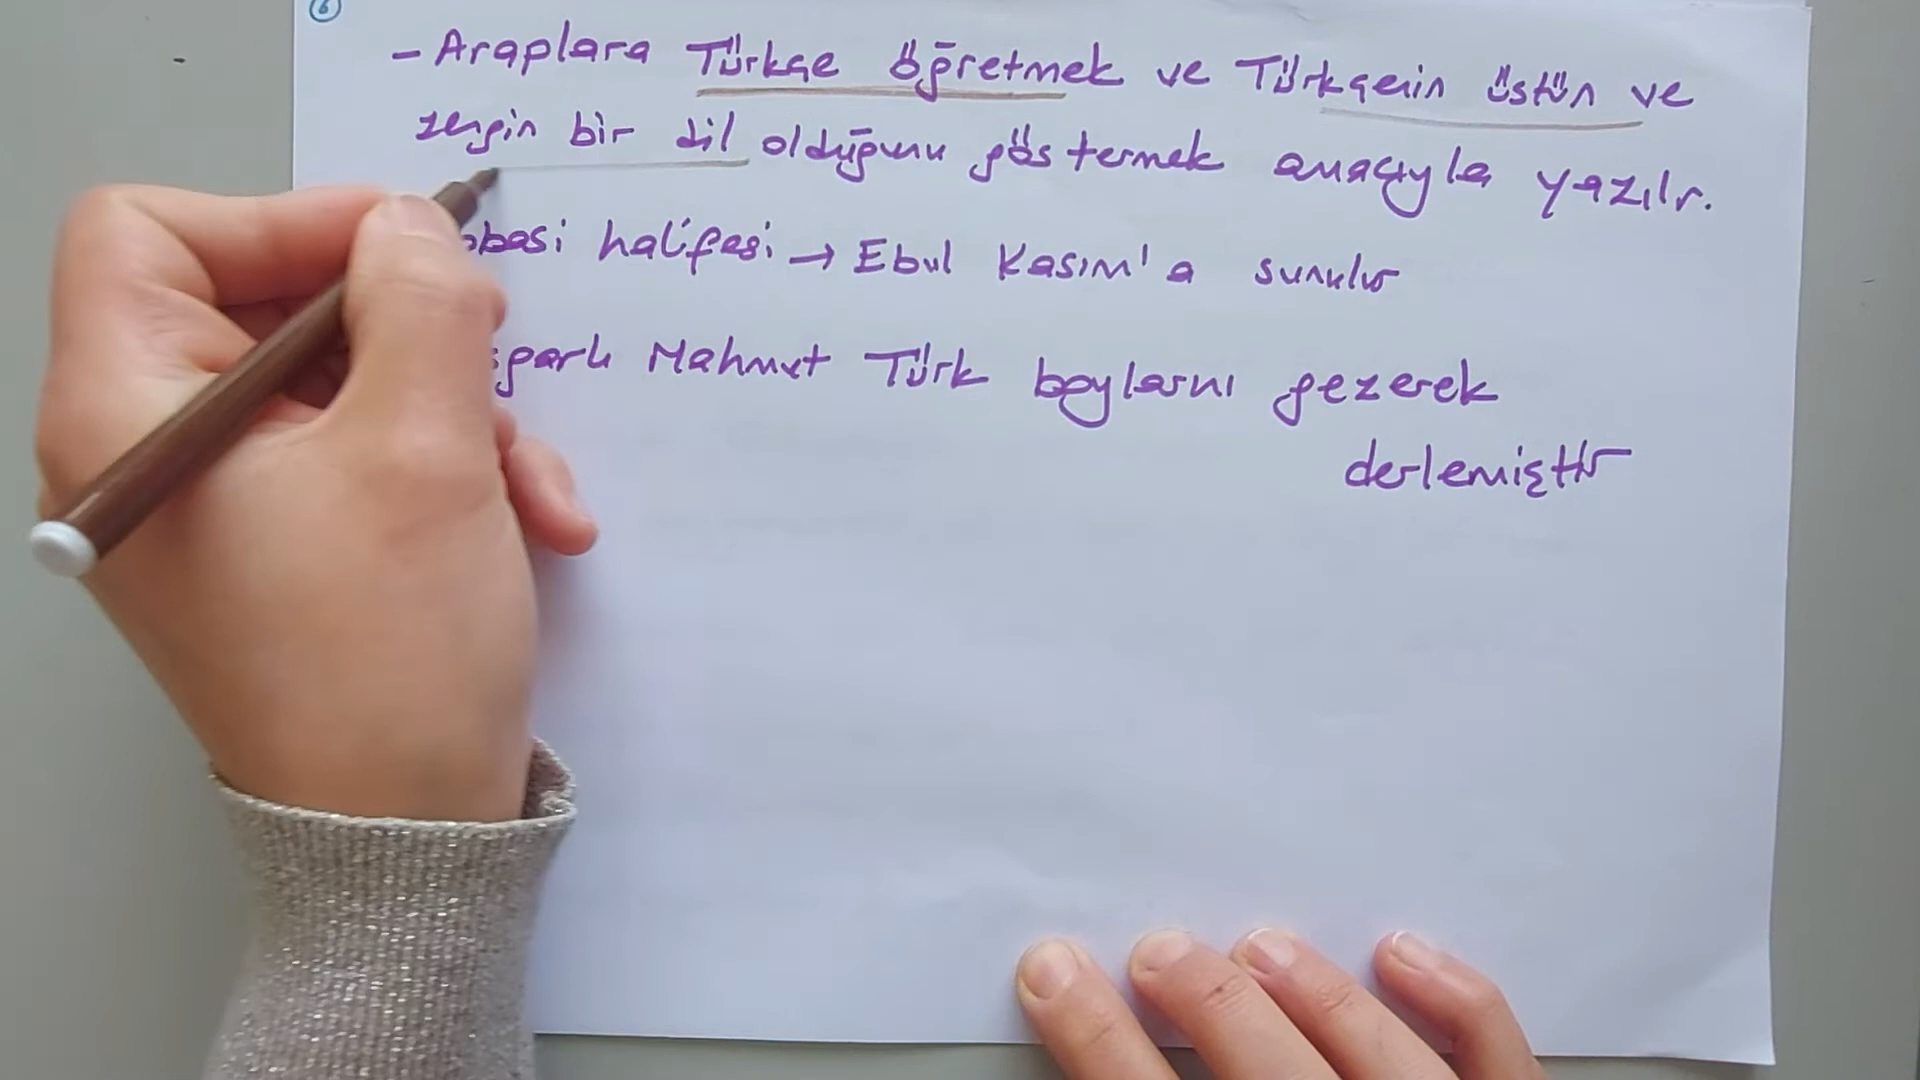 6
- Araplara Türkçe öğretmek ve Türkçenin üstün ve
zengin bir dil olduğunu göstermek amacıyla yazılır.
halifesi → Ebul Kasım'a sunulur
Mahmut Türk boylarını gezerek
derlemiştir